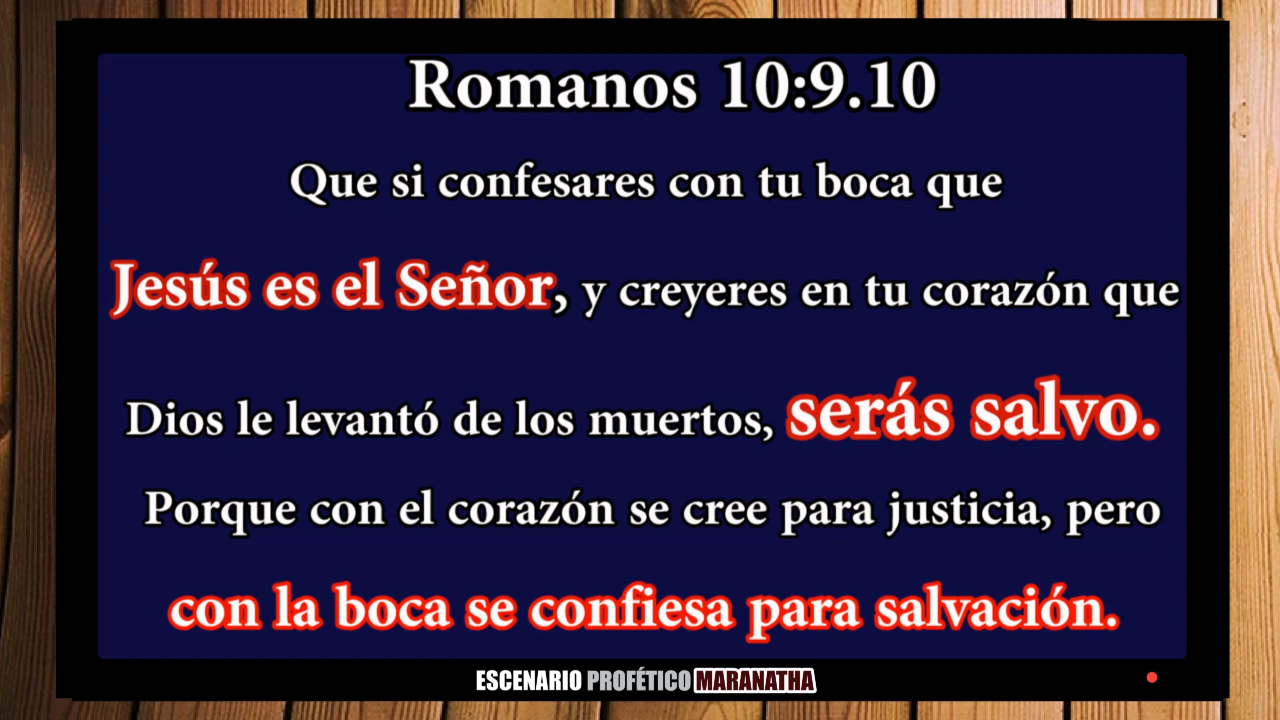 Romanos 10:9.10
Que si confesares con tu boca que
Jesús es el Señor, y creyeres en tu corazón que
Dios le levantó de los muertos, serás salvo.
Porque con el corazón se cree para justicia, pero
con la boca se confiesa para salvación.
ESCENARIO PROFÉTICO MARANATHA